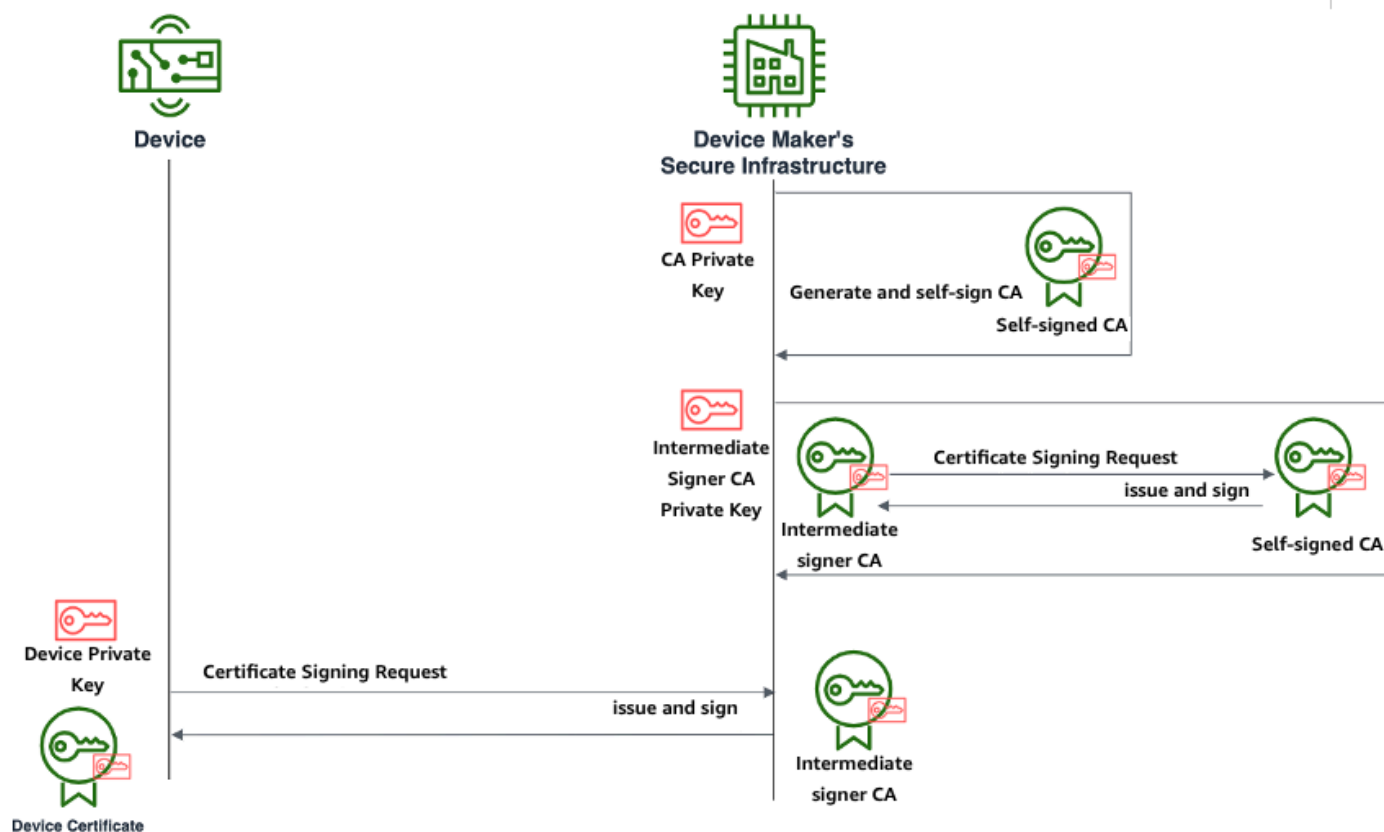 Device
Device Maker's
Secure Infrastructure
CA Private
Key
Generate and self-sign CA
Self-signed CA
Intermediate
Signer CA
Private Key
Certificate Signing Request
issue and sign
Intermediate
signer CA
Self-signed CA
Device Private
Key
Certificate Signing Request
issue and sign
Intermediate
signer CA
Device Certificate